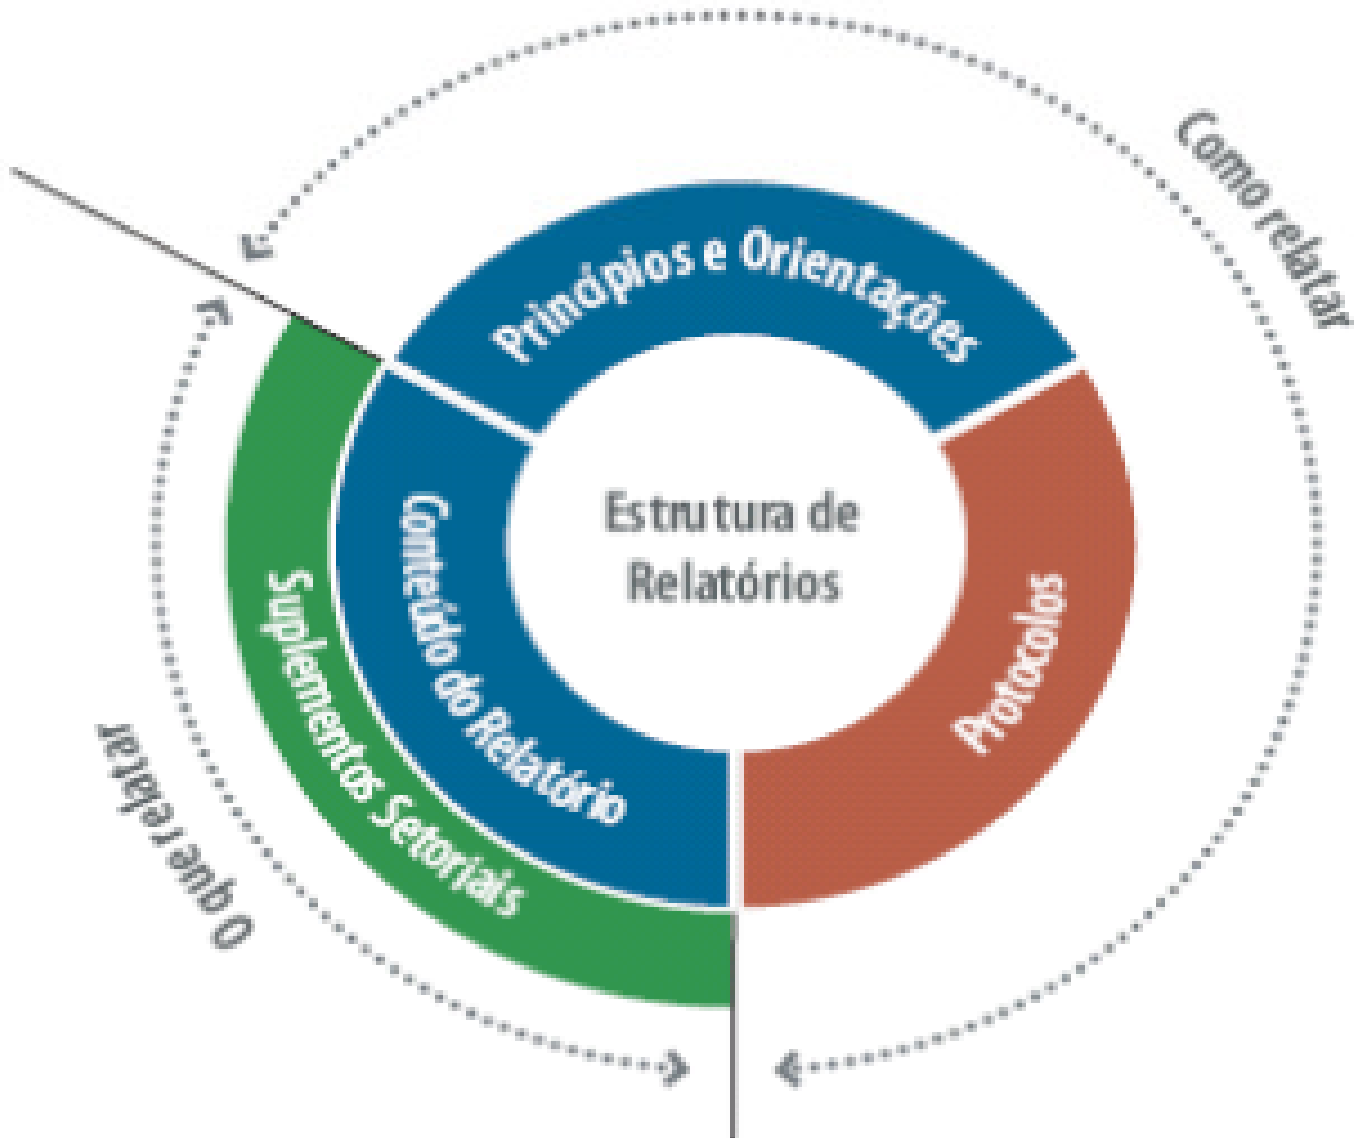 Como relatar
Princípios e Orientações
Estrutura de
Relatórios
Conteúdo do Relatório
Protocolos
Suplementos Setoriais
O que relatar